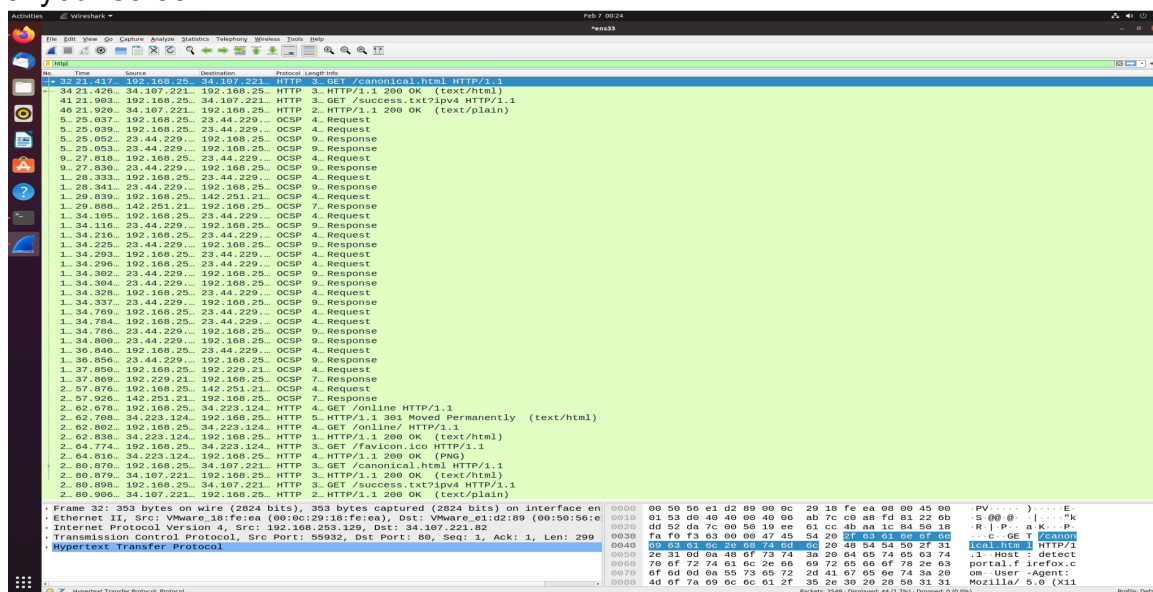 Activities Wireshark Feb 7 00:24
*ens33
File Edit View Go Capture Analyze Statistics Telephony Wireless Tools Help
http
No. Time Source Destination Protocol Length Info
32 21.417… 192.168.25… 34.107.221… HTTP 3… GET /canonical.html HTTP/1.1
34 21.426… 34.107.221… 192.168.25… HTTP 3… HTTP/1.1 200 OK (text/html)
41 21.903… 192.168.25… 34.107.221… HTTP 3… GET /success.txt?ipv4 HTTP/1.1
46 21.920… 34.107.221… 192.168.25… HTTP 2… HTTP/1.1 200 OK (text/plain)
5… 25.037… 192.168.25… 23.44.229.… OCSP 4… Request
5… 25.039… 192.168.25… 23.44.229.… OCSP 4… Request
5… 25.052… 23.44.229.… 192.168.25… OCSP 9… Response
5… 25.053… 23.44.229.… 192.168.25… OCSP 9… Response
9… 27.818… 192.168.25… 23.44.229.… OCSP 4… Request
9… 27.830… 23.44.229.… 192.168.25… OCSP 9… Response
1… 28.333… 192.168.25… 23.44.229.… OCSP 4… Request
1… 28.341… 23.44.229.… 192.168.25… OCSP 9… Response
1… 29.839… 192.168.25… 142.251.21… OCSP 4… Request
1… 29.888… 142.251.21… 192.168.25… OCSP 7… Response
1… 34.105… 192.168.25… 23.44.229.… OCSP 4… Request
1… 34.116… 23.44.229.… 192.168.25… OCSP 9… Response
1… 34.216… 192.168.25… 23.44.229.… OCSP 4… Request
1… 34.225… 23.44.229.… 192.168.25… OCSP 9… Response
1… 34.293… 192.168.25… 23.44.229.… OCSP 4… Request
1… 34.296… 192.168.25… 23.44.229.… OCSP 4… Request
1… 34.302… 23.44.229.… 192.168.25… OCSP 9… Response
1… 34.304… 23.44.229.… 192.168.25… OCSP 9… Response
1… 34.328… 192.168.25… 23.44.229.… OCSP 4… Request
1… 34.337… 23.44.229.… 192.168.25… OCSP 9… Response
1… 34.769… 192.168.25… 23.44.229.… OCSP 4… Request
1… 34.784… 192.168.25… 23.44.229.… OCSP 4… Request
1… 34.786… 23.44.229.… 192.168.25… OCSP 9… Response
1… 34.800… 23.44.229.… 192.168.25… OCSP 9… Response
1… 36.846… 192.168.25… 23.44.229.… OCSP 4… Request
1… 36.856… 23.44.229.… 192.168.25… OCSP 9… Response
1… 37.850… 192.168.25… 192.229.21… OCSP 4… Request
1… 37.869… 192.229.21… 192.168.25… OCSP 7… Response
2… 57.876… 192.168.25… 142.251.21… OCSP 4… Request
2… 57.926… 142.251.21… 192.168.25… OCSP 7… Response
2… 62.678… 192.168.25… 34.223.124… HTTP 4… GET /online HTTP/1.1
2… 62.708… 34.223.124… 192.168.25… HTTP 5… HTTP/1.1 301 Moved Permanently (text/html)
2… 62.802… 192.168.25… 34.223.124… HTTP 4… GET /online/ HTTP/1.1
2… 62.838… 34.223.124… 192.168.25… HTTP 1… HTTP/1.1 200 OK (text/html)
2… 64.774… 192.168.25… 34.223.124… HTTP 3… GET /favicon.ico HTTP/1.1
2… 64.816… 34.223.124… 192.168.25… HTTP 4… HTTP/1.1 200 OK (PNG)
2… 80.870… 192.168.25… 34.107.221… HTTP 3… GET /canonical.html HTTP/1.1
2… 80.879… 34.107.221… 192.168.25… HTTP 3… HTTP/1.1 200 OK (text/html)
2… 80.898… 192.168.25… 34.107.221… HTTP 3… GET /success.txt?ipv4 HTTP/1.1
2… 80.906… 34.107.221… 192.168.25… HTTP 2… HTTP/1.1 200 OK (text/plain)
Frame 32: 353 bytes on wire (2824 bits), 353 bytes captured (2824 bits) on interface en
Ethernet II, Src: VMware_18:fe:ea (00:0c:29:18:fe:ea), Dst: VMware_e1:d2:89 (00:50:56:e
Internet Protocol Version 4, Src: 192.168.253.129, Dst: 34.107.221.82
Transmission Control Protocol, Src Port: 55932, Dst Port: 80, Seq: 1, Ack: 1, Len: 299
Hypertext Transfer Protocol
0000 00 50 56 e1 d2 89 00 0c 29 18 fe ea 08 00 45 00 ·PV····· )·····E·
0010 01 53 d0 40 40 00 40 06 ab 7c c0 a8 fd 81 22 6b ·S·@@·@· ·|····"k
0020 dd 52 da 7c 00 50 19 ee 61 cc 4b aa 1c 84 50 18 ·R·|·P·· a·K···P·
0030 fa f0 f3 63 00 00 47 45 54 20 2f 63 61 6e 6f 6e ···c··GE T /canon
0040 69 63 61 6c 2e 68 74 6d 6c 20 48 54 54 50 2f 31 ical.htm l HTTP/1
0050 2e 31 0d 0a 48 6f 73 74 3a 20 64 65 74 65 63 74 .1··Host : detect
0060 70 6f 72 74 61 6c 2e 66 69 72 65 66 6f 78 2e 63 portal.f irefox.c
0070 6f 6d 0d 0a 55 73 65 72 2d 41 67 65 6e 74 3a 20 om··User -Agent:
0080 4d 6f 7a 69 6c 6c 61 2f 35 2e 30 20 28 58 31 31 Mozilla/ 5.0 (X11